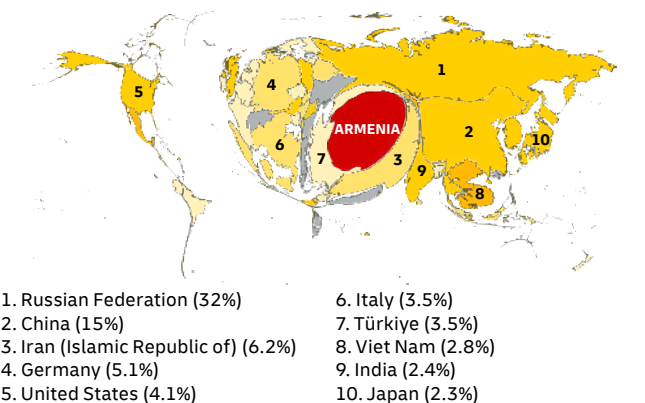 1
5
4
ARMENIA
2
10
6
7
3
9
8
1. Russian Federation (32%)
2. China (15%)
3. Iran (Islamic Republic of) (6.2%)
4. Germany (5.1%)
5. United States (4.1%)
6. Italy (3.5%)
7. Türkiye (3.5%)
8. Viet Nam (2.8%)
9. India (2.4%)
10. Japan (2.3%)